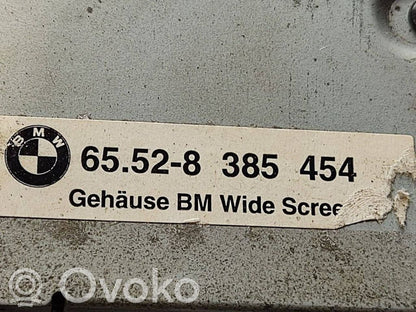 BMW
65.52-8 385 454
Gehäuse BM Wide Scree
Ovoko